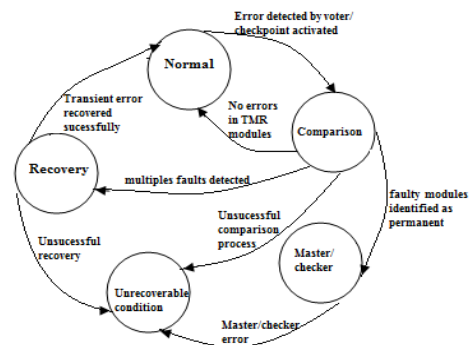 Error detected by voter/
checkpoint activated
Normal
Transient error
recovered
sucessfully
No errors
in TMR
modules
Comparison
Recovery
multiples faults detected
faulty modules
identified as
permanent
Unsucessful
comparison
process
Unsucessful
recovery
Master/
checker
Unrecoverable
condition
Master/checker
error